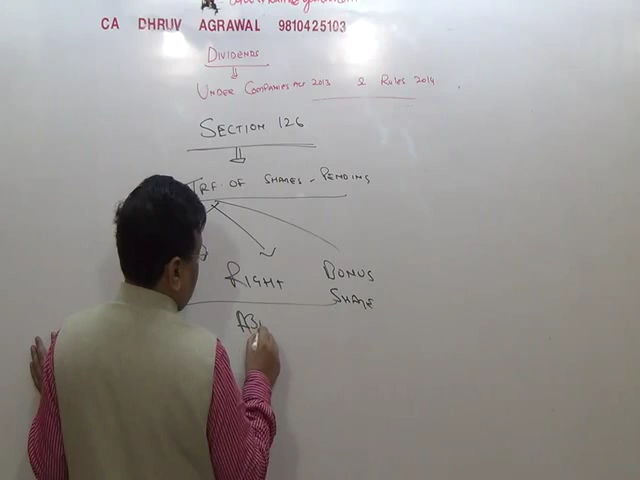 CA DHRUV AGRAWAL 9810425103
DIVIDENDS
UNDER COMPANIES ACT 2013 & RULES 2014
SECTION 126
TRF. OF SHARES - PENDING
RIGHT
BONUS
SHARE
AB